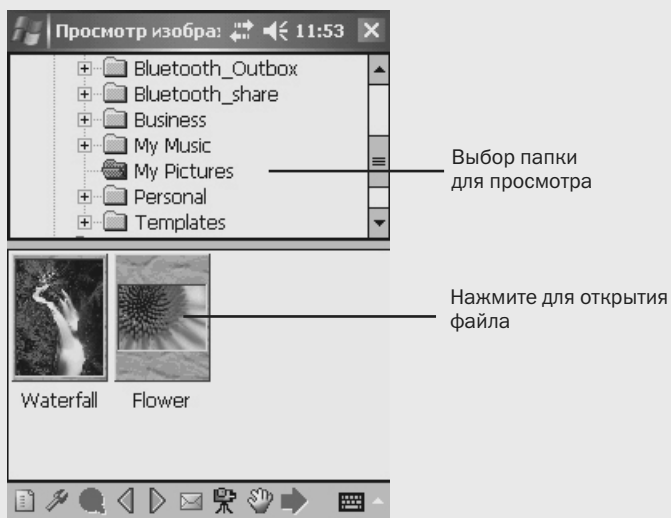 Просмотр изобра: 11:53
Bluetooth_Outbox
Bluetooth_share
Business
My Music
My Pictures
Personal
Templates
Выбор папки
для просмотра
Нажмите для открытия
файла
Waterfall Flower